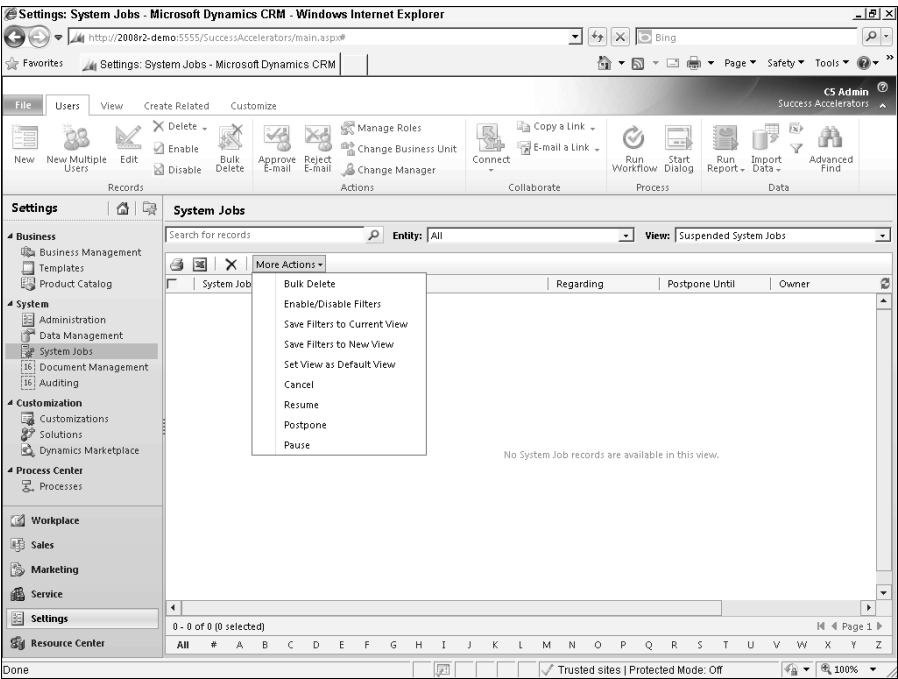 Settings: System Jobs - Microsoft Dynamics CRM - Windows Internet Explorer
http://2008r2-demo:5555/SuccessAccelerators/main.aspx#
Bing
Favorites
Settings: System Jobs - Microsoft Dynamics CRM
Page
Safety
Tools
CS Admin
Success Accelerators
File
Users
View
Create Related
Customize
New
New Multiple Users
Edit
Delete
Enable
Disable
Bulk Delete
Approve E-mail
Reject E-mail
Manage Roles
Change Business Unit
Change Manager
Connect
Copy a Link
E-mail a Link
Run Workflow
Start Dialog
Run Report
Import Data
Advanced Find
Records
Actions
Collaborate
Process
Data
Settings
System Jobs
Search for records
Entity: All
View: Suspended System Jobs
Business
Business Management
Templates
Product Catalog
System
Administration
Data Management
System Jobs
16 Document Management
16 Auditing
Customization
Customizations
Solutions
Dynamics Marketplace
Process Center
Processes
Workplace
Sales
Marketing
Service
Settings
Resource Center
More Actions
System Job
Regarding
Postpone Until
Owner
Bulk Delete
Enable/Disable Filters
Save Filters to Current View
Save Filters to New View
Set View as Default View
Cancel
Resume
Postpone
Pause
No System Job records are available in this view.
0 - 0 of 0 (0 selected)
Page 1
All # A B C D E F G H I J K L M N O P Q R S T U V W X Y Z
Done
Trusted sites | Protected Mode: Off
100%